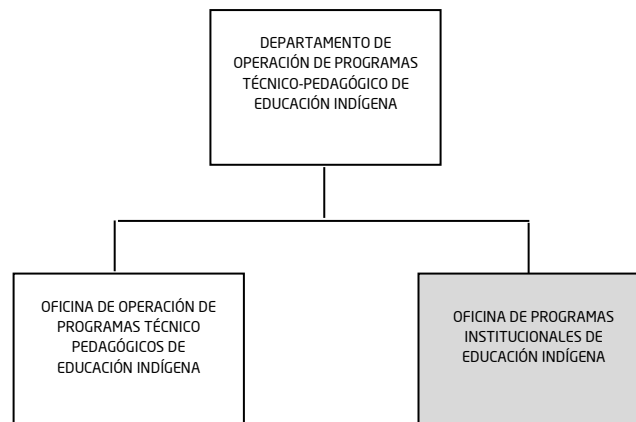 DEPARTAMENTO DE
OPERACIÓN DE PROGRAMAS
TÉCNICO-PEDAGÓGICO DE
EDUCACIÓN INDÍGENA
OFICINA DE OPERACIÓN DE
PROGRAMAS TÉCNICO
PEDAGÓGICOS DE
EDUCACIÓN INDÍGENA
OFICINA DE PROGRAMAS
INSTITUCIONALES DE
EDUCACIÓN INDÍGENA